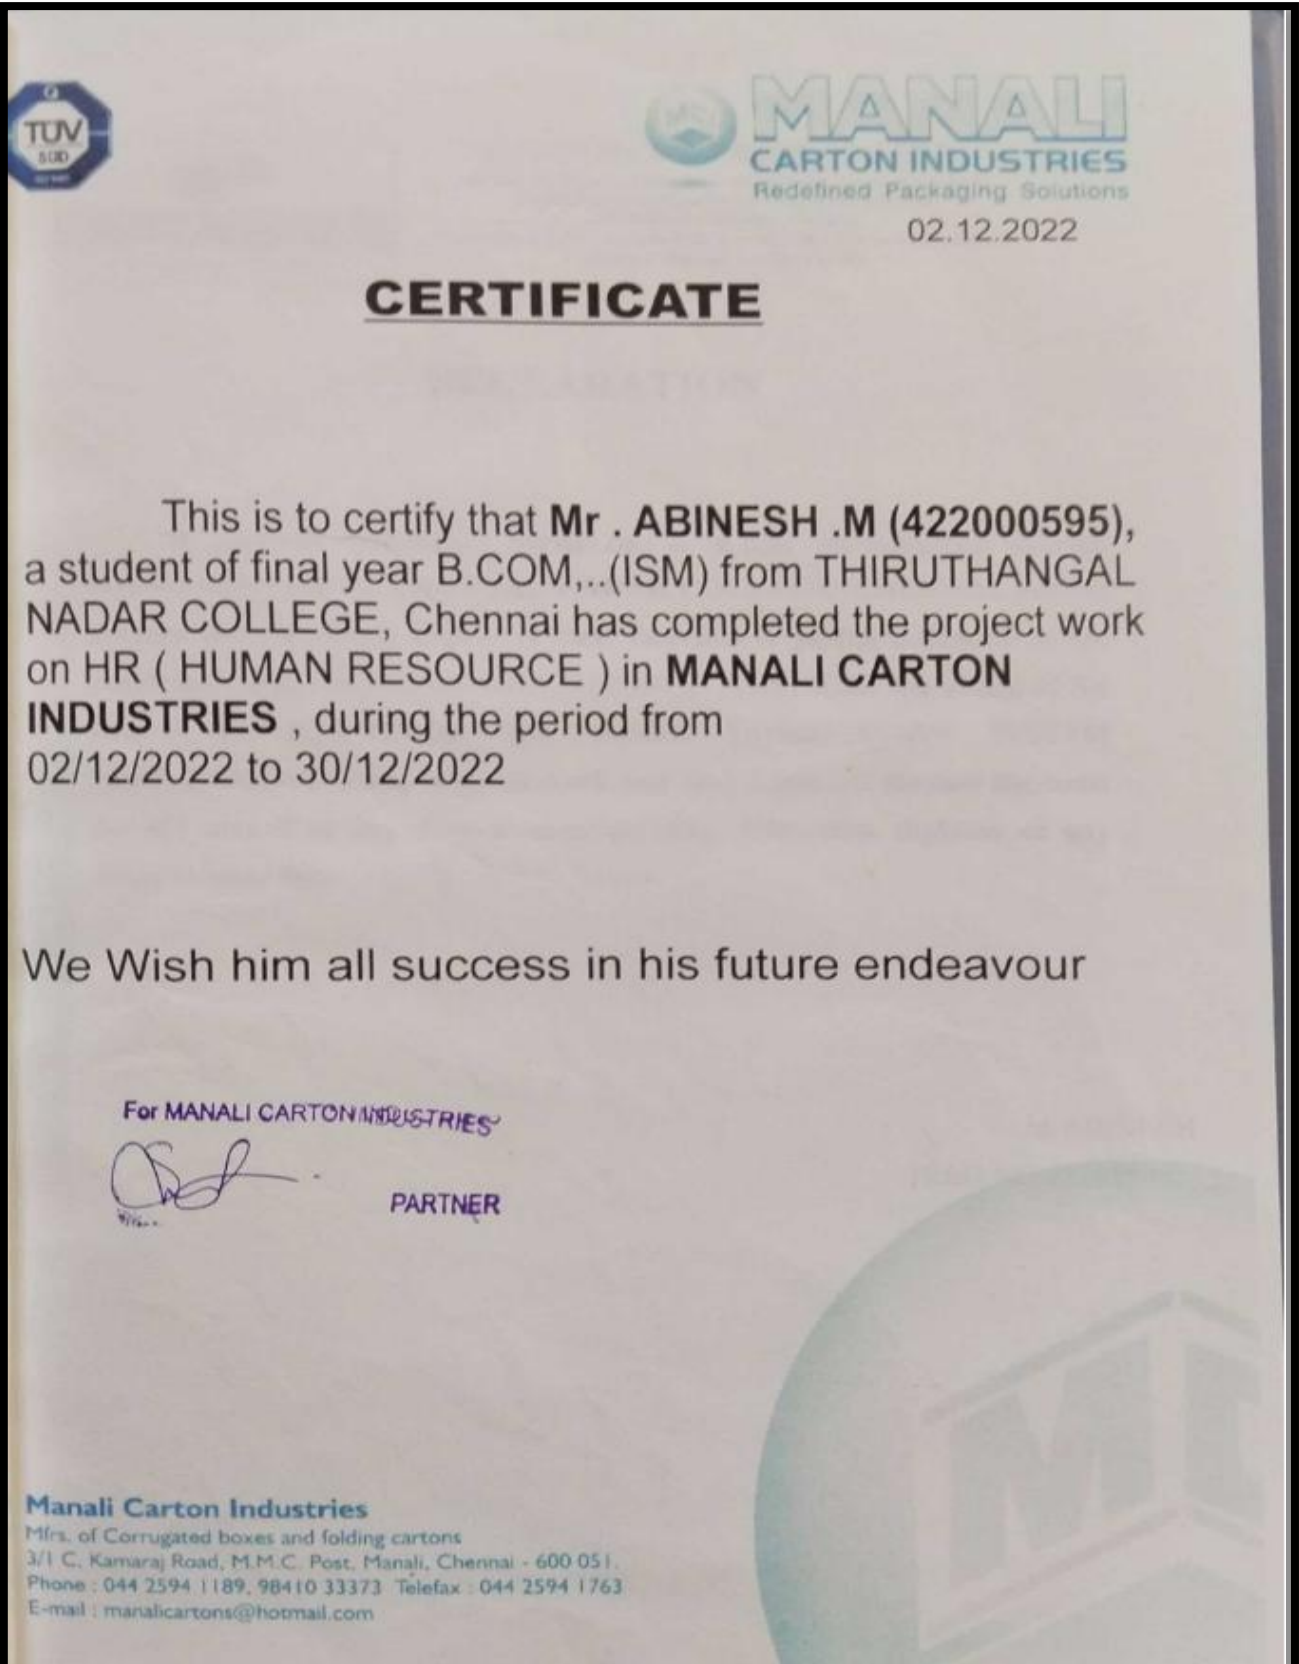 TUV
SUD
MANALI
CARTON INDUSTRIES
Redefined Packaging Solutions
02.12.2022
CERTIFICATE
This is to certify that Mr . ABINESH .M (422000595),
a student of final year B.COM,..(ISM) from THIRUTHANGAL
NADAR COLLEGE, Chennai has completed the project work
on HR ( HUMAN RESOURCE ) in MANALI CARTON
INDUSTRIES , during the period from
02/12/2022 to 30/12/2022
We Wish him all success in his future endeavour
For MANALI CARTON INDUSTRIES
PARTNER
Manali Carton Industries
Mfrs. of Corrugated boxes and folding cartons
3/1 C, Kamaraj Road, M.M.C. Post, Manali, Chennai - 600 051.
Phone : 044 2594 1189, 98410 33373 Telefax : 044 2594 1763
E-mail : manalicartons@hotmail.com